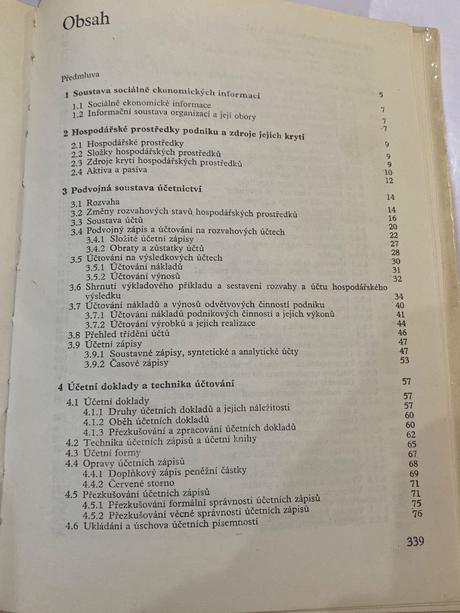 Obsah
Předmluva 5
1 Soustava sociálně ekonomických informací 7
1.1 Sociálně ekonomické informace 7
1.2 Informační soustava organizací a její obory 7
2 Hospodářské prostředky podniku a zdroje jejich krytí 9
2.1 Hospodářské prostředky 9
2.2 Složky hospodářských prostředků 9
2.3 Zdroje krytí hospodářských prostředků 10
2.4 Aktiva a pasiva 12
3 Podvojná soustava účetnictví 14
3.1 Rozvaha 14
3.2 Změny rozvahových stavů hospodářských prostředků 16
3.3 Soustava účtů 20
3.4 Podvojný zápis a účtování na rozvahových účtech 22
3.4.1 Složité účetní zápisy 27
3.4.2 Obraty a zůstatky účtů 28
3.5 Účtování na výsledkových účtech 30
3.5.1 Účtování nákladů 31
3.5.2 Účtování výnosů 32
3.6 Shrnutí výkladového příkladu a sestavení rozvahy a účtu hospodářského
výsledku 34
3.7 Účtování nákladů a výnosů odvětvových činností podniku 40
3.7.1 Účtování nákladů podnikových činností a jejich výkonů 41
3.7.2 Účtování výrobků a jejich realizace 44
3.8 Přehled třídění účtů 46
3.9 Účetní zápisy 47
3.9.1 Soustavné zápisy, syntetické a analytické účty 47
3.9.2 Časové zápisy 53
4 Účetní doklady a technika účtování 57
4.1 Účetní doklady 57
4.1.1 Druhy účetních dokladů a jejich náležitosti 57
4.1.2 Oběh účetních dokladů 60
4.1.3 Přezkušování a zpracování účetních dokladů 60
4.2 Technika účetních zápisů a účetní knihy 62
4.3 Účetní formy 65
4.4 Opravy účetních zápisů 67
4.4.1 Doplňkový zápis peněžní částky 68
4.4.2 Červené storno 69
4.5 Přezkušování účetních zápisů 71
4.5.1 Přezkušování formální správnosti účetních zápisů 71
4.5.2 Přezkušování věcné správnosti účetních zápisů 75
4.6 Ukládání a úschova účetních písemností 76
339